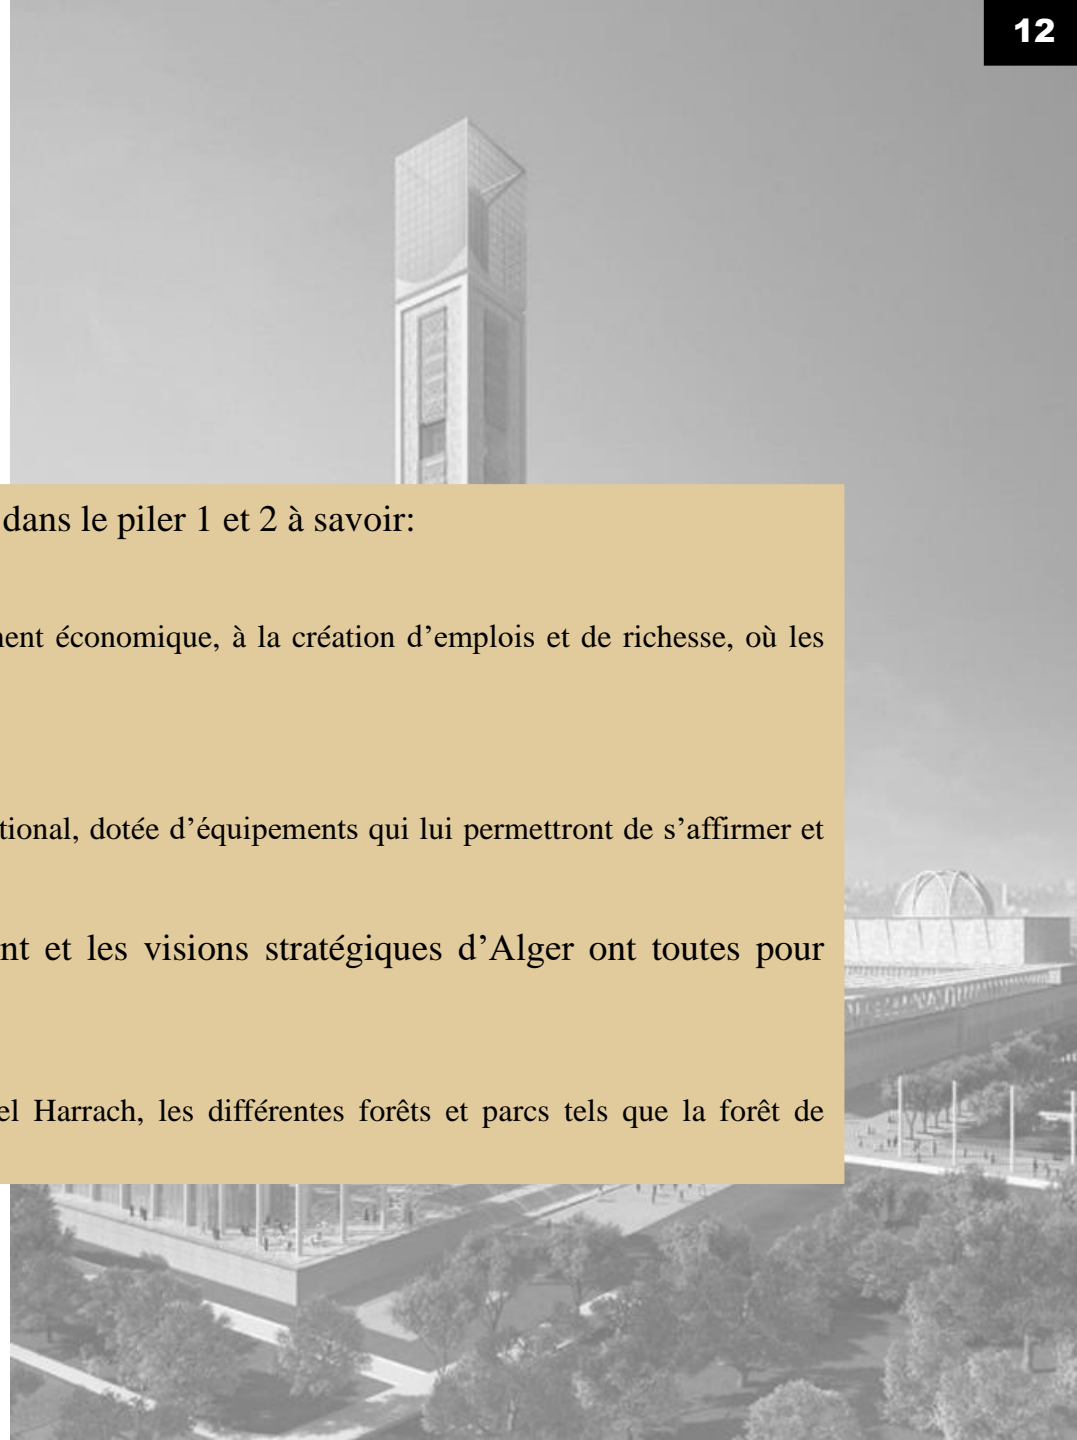 12
dans le piler 1 et 2 à savoir:
ment économique, à la création d’emplois et de richesse, où les
tional, dotée d’équipements qui lui permettront de s’affirmer et
nt et les visions stratégiques d’Alger ont toutes pour
el Harrach, les différentes forêts et parcs tels que la forêt de